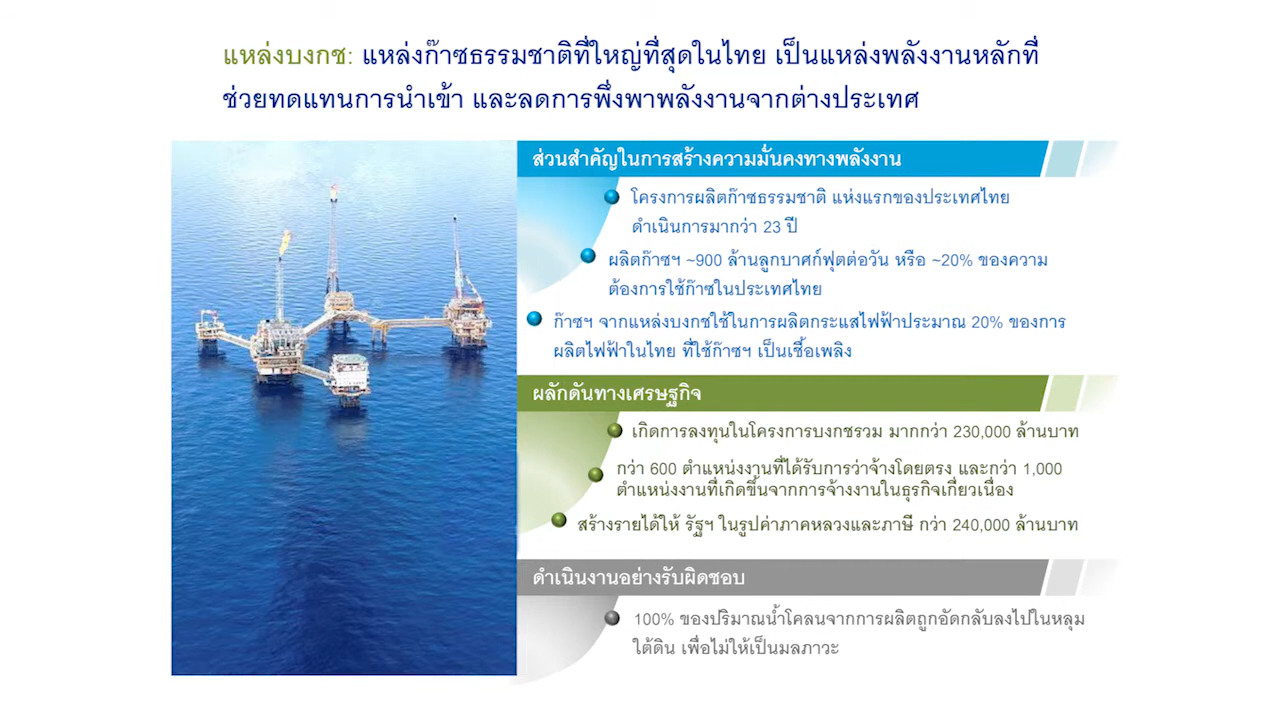 แหล่งบงกช: แหล่งก๊าซธรรมชาติที่ใหญ่ที่สุดในไทย เป็นแหล่งพลังงานหลักที่
ช่วยทดแทนการนำเข้า และลดการพึ่งพาพลังงานจากต่างประเทศ
ส่วนสำคัญในการสร้างความมั่นคงทางพลังงาน
โครงการผลิตก๊าซธรรมชาติ แห่งแรกของประเทศไทย
ดำเนินการมากว่า 23 ปี
ผลิตก๊าซฯ ~900 ล้านลูกบาศก์ฟุตต่อวัน หรือ ~20% ของความ
ต้องการใช้ก๊าซในประเทศไทย
ก๊าซฯ จากแหล่งบงกชใช้ในการผลิตกระแสไฟฟ้าประมาณ 20% ของการ
ผลิตไฟฟ้าในไทย ที่ใช้ก๊าซฯ เป็นเชื้อเพลิง
ผลักดันทางเศรษฐกิจ
เกิดการลงทุนในโครงการบงกชรวม มากกว่า 230,000 ล้านบาท
กว่า 600 ตำแหน่งงานที่ได้รับการว่าจ้างโดยตรง และกว่า 1,000
ตำแหน่งงานที่เกิดขึ้นจากการจ้างงานในธุรกิจเกี่ยวเนื่อง
สร้างรายได้ให้ รัฐฯ ในรูปค่าภาคหลวงและภาษี กว่า 240,000 ล้านบาท
ดำเนินงานอย่างรับผิดชอบ
100% ของปริมาณน้ำโคลนจากการผลิตถูกอัดกลับลงไปในหลุม
ใต้ดิน เพื่อไม่ให้เป็นมลภาวะ